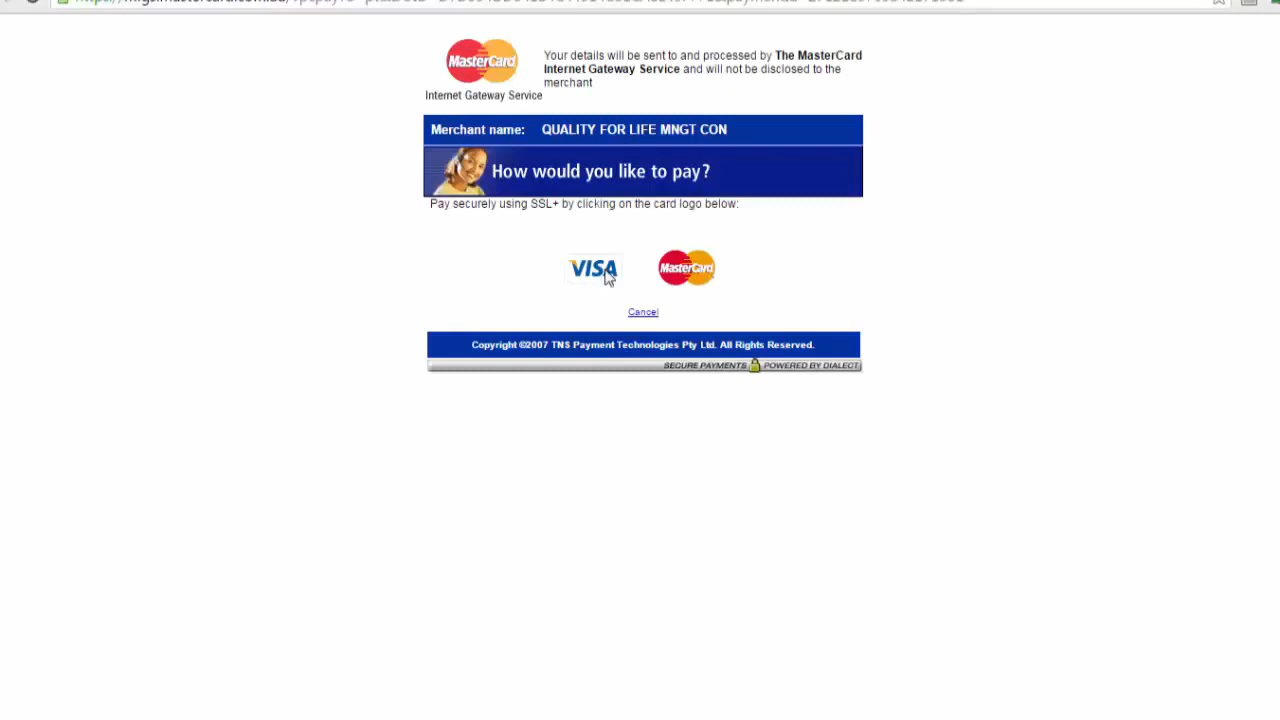 MasterCard
Internet Gateway Service
Your details will be sent to and processed by The MasterCard
Internet Gateway Service and will not be disclosed to the
merchant
Merchant name: QUALITY FOR LIFE MNGT CON
How would you like to pay?
Pay securely using SSL+ by clicking on the card logo below:
VISA MasterCard
Cancel
Copyright ©2007 TNS Payment Technologies Pty Ltd. All Rights Reserved.
SECURE PAYMENTS POWERED BY DIALECT